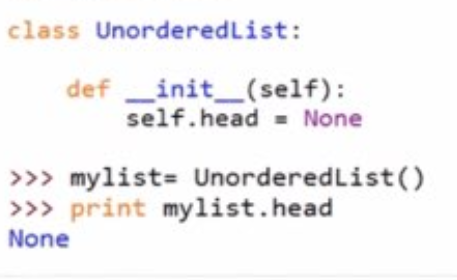 class UnorderedList:
def __init__(self):
self.head = None
>>> mylist= UnorderedList()
>>> print mylist.head
None